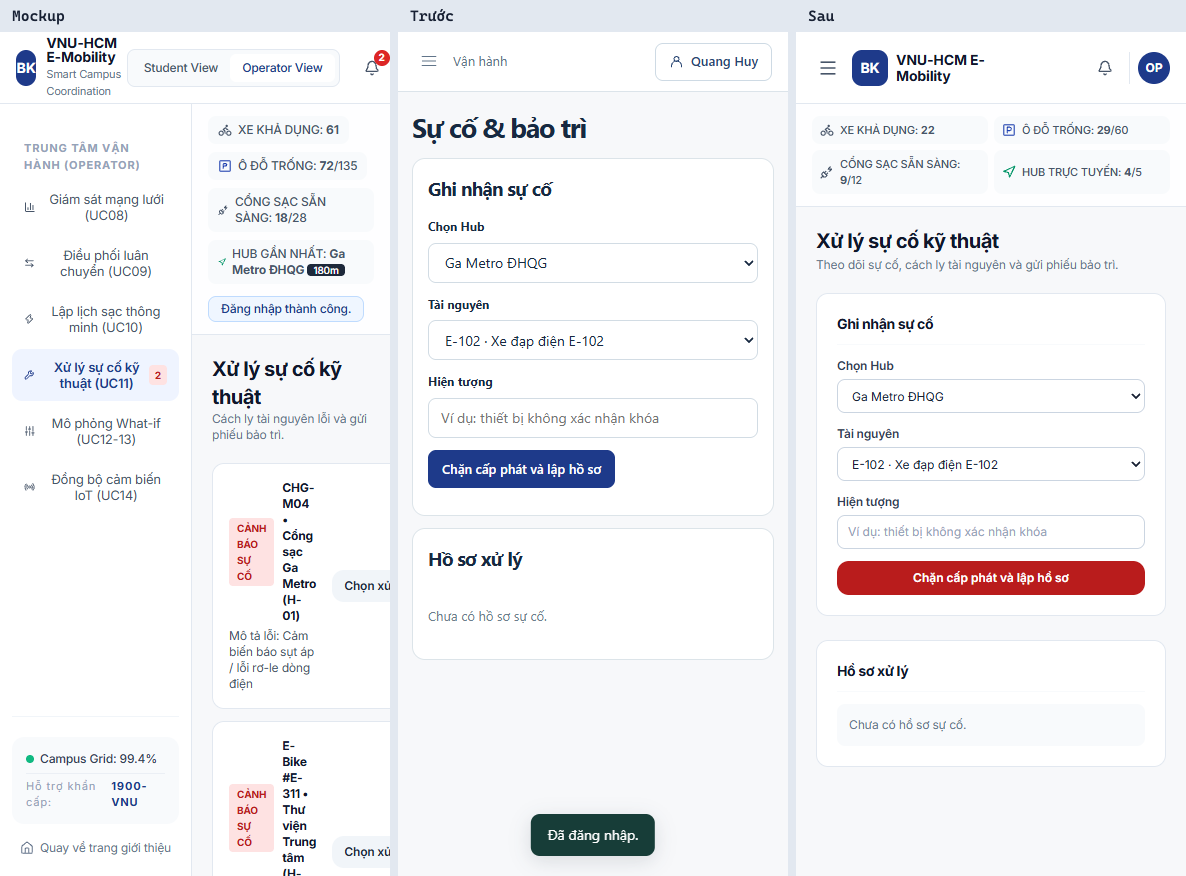 Mockup
BK
VNU-HCM
E-Mobility
Smart Campus
Coordination
Student View
Operator View
2
TRUNG TÂM VẬN
HÀNH (OPERATOR)
Giám sát mạng lưới
(UC08)
Điều phối luân
chuyển (UC09)
Lập lịch sạc thông
minh (UC10)
Xử lý sự cố kỹ
thuật (UC11)
2
Mô phỏng What-if
(UC12-13)
Đồng bộ cảm biến
IoT (UC14)
Campus Grid: 99.4%
Hỗ trợ khẩn
cấp:
1900-
VNU
Quay về trang giới thiệu
XE KHẢ DỤNG: 61
Ô ĐỖ TRỐNG: 72/135
CỔNG SẠC SẴN
SÀNG: 18/28
HUB GẦN NHẤT: Ga
Metro ĐHQG 180m
Đăng nhập thành công.
Xử lý sự cố kỹ
thuật
Cách ly tài nguyên lỗi và gửi
phiếu bảo trì.
CẢNH
BÁO
SỰ
CỐ
CHG-
M04
•
Cổng
sạc
Ga
Metro
(H-
01)
Chọn xử
Mô tả lỗi: Cảm
biến báo sụt áp
/ lỗi rơ-le dòng
điện
CẢNH
BÁO
SỰ
CỐ
E-
Bike
#E-
311 •
Thư
viện
Trung
tâm
(H-
Chọn xử
Trước
Vận hành
Quang Huy
Sự cố & bảo trì
Ghi nhận sự cố
Chọn Hub
Ga Metro ĐHQG
Tài nguyên
E-102 · Xe đạp điện E-102
Hiện tượng
Ví dụ: thiết bị không xác nhận khóa
Chặn cấp phát và lập hồ sơ
Hồ sơ xử lý
Chưa có hồ sơ sự cố.
Đã đăng nhập.
Sau
BK
VNU-HCM E-
Mobility
OP
XE KHẢ DỤNG: 22
Ô ĐỖ TRỐNG: 29/60
CỔNG SẠC SẴN SÀNG:
9/12
HUB TRỰC TUYẾN: 4/5
Xử lý sự cố kỹ thuật
Theo dõi sự cố, cách ly tài nguyên và gửi phiếu bảo trì.
Ghi nhận sự cố
Chọn Hub
Ga Metro ĐHQG
Tài nguyên
E-102 · Xe đạp điện E-102
Hiện tượng
Ví dụ: thiết bị không xác nhận khóa
Chặn cấp phát và lập hồ sơ
Hồ sơ xử lý
Chưa có hồ sơ sự cố.